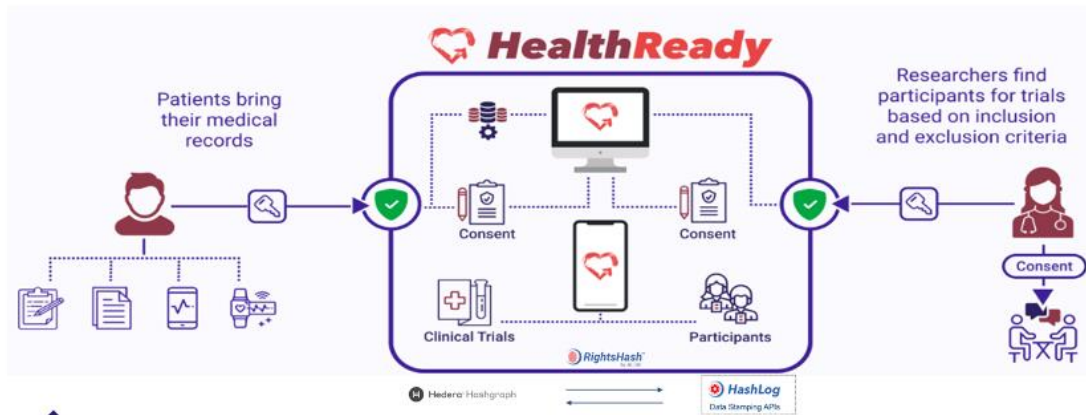 HealthReady
Patients bring
their medical
records
Researchers find
participants for trials
based on inclusion
and exclusion criteria
Consent
Consent
Consent
Clinical Trials
Participants
RightsHash
Hedera Hashgraph
HashLog
Data Stamping APIs